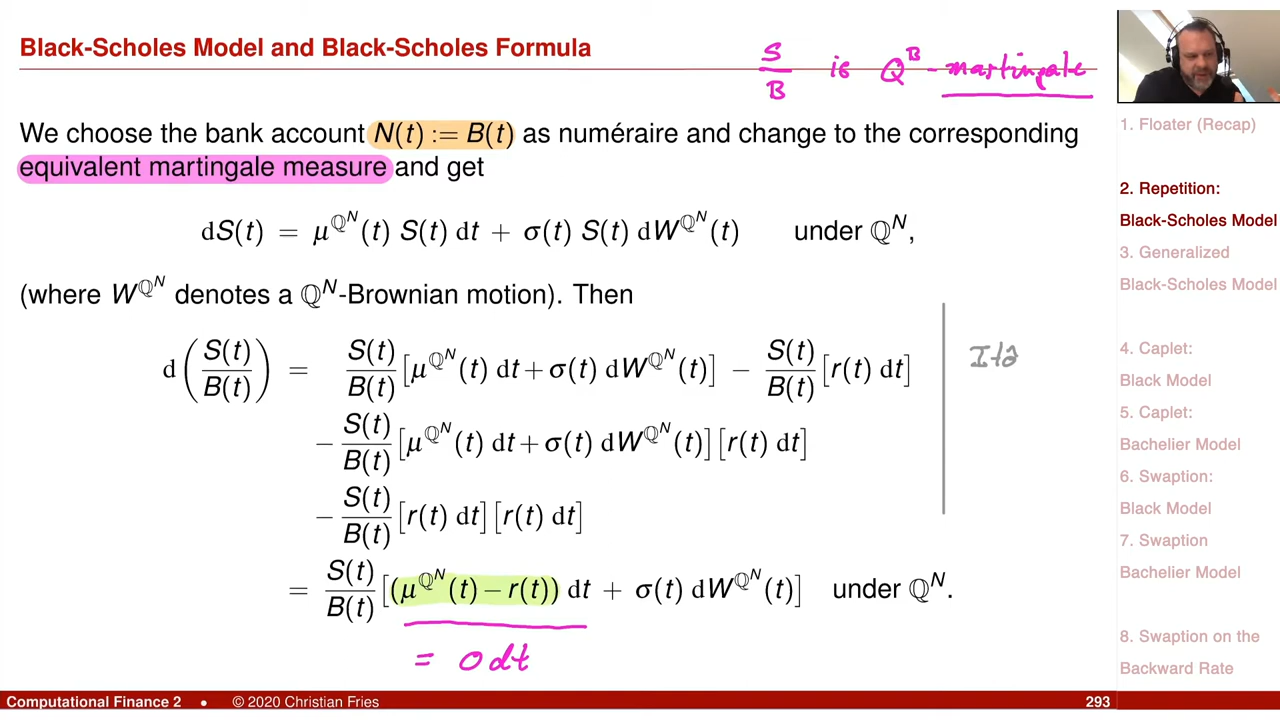 Black-Scholes Model and Black-Scholes Formula
S/B is Q^B - martingale
We choose the bank account N(t) := B(t) as numéraire and change to the corresponding
equivalent martingale measure and get
dS(t) = μ^{ℚ^N}(t) S(t) dt + σ(t) S(t) dW^{ℚ^N}(t) under ℚ^N,
(where W^{ℚ^N} denotes a ℚ^N-Brownian motion). Then
d(S(t)/B(t)) = S(t)/B(t) [μ^{ℚ^N}(t) dt + σ(t) dW^{ℚ^N}(t)] − S(t)/B(t) [r(t) dt]
Itô
− S(t)/B(t) [μ^{ℚ^N}(t) dt + σ(t) dW^{ℚ^N}(t)] [r(t) dt]
− S(t)/B(t) [r(t) dt] [r(t) dt]
= S(t)/B(t) [(μ^{ℚ^N}(t) − r(t)) dt + σ(t) dW^{ℚ^N}(t)] under ℚ^N.
= 0 dt
1. Floater (Recap)
2. Repetition:
Black-Scholes Model
3. Generalized
Black-Scholes Model
4. Caplet:
Black Model
5. Caplet:
Bachelier Model
6. Swaption:
Black Model
7. Swaption
Bachelier Model
8. Swaption on the
Backward Rate
Computational Finance 2 • © 2020 Christian Fries 293